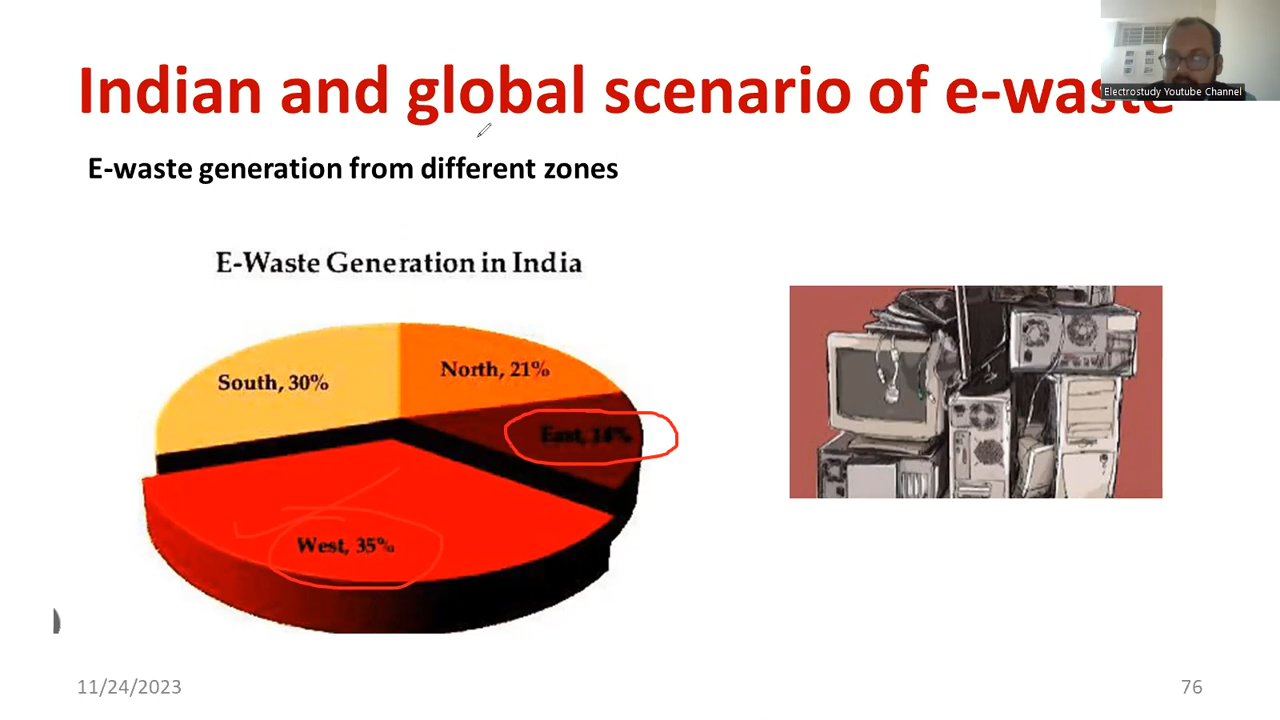 Indian and global scenario of e-waste
Electrostudy Youtube Channel
E-waste generation from different zones
E-Waste Generation in India
South, 30%
North, 21%
East,
West, 35%
11/24/2023
76